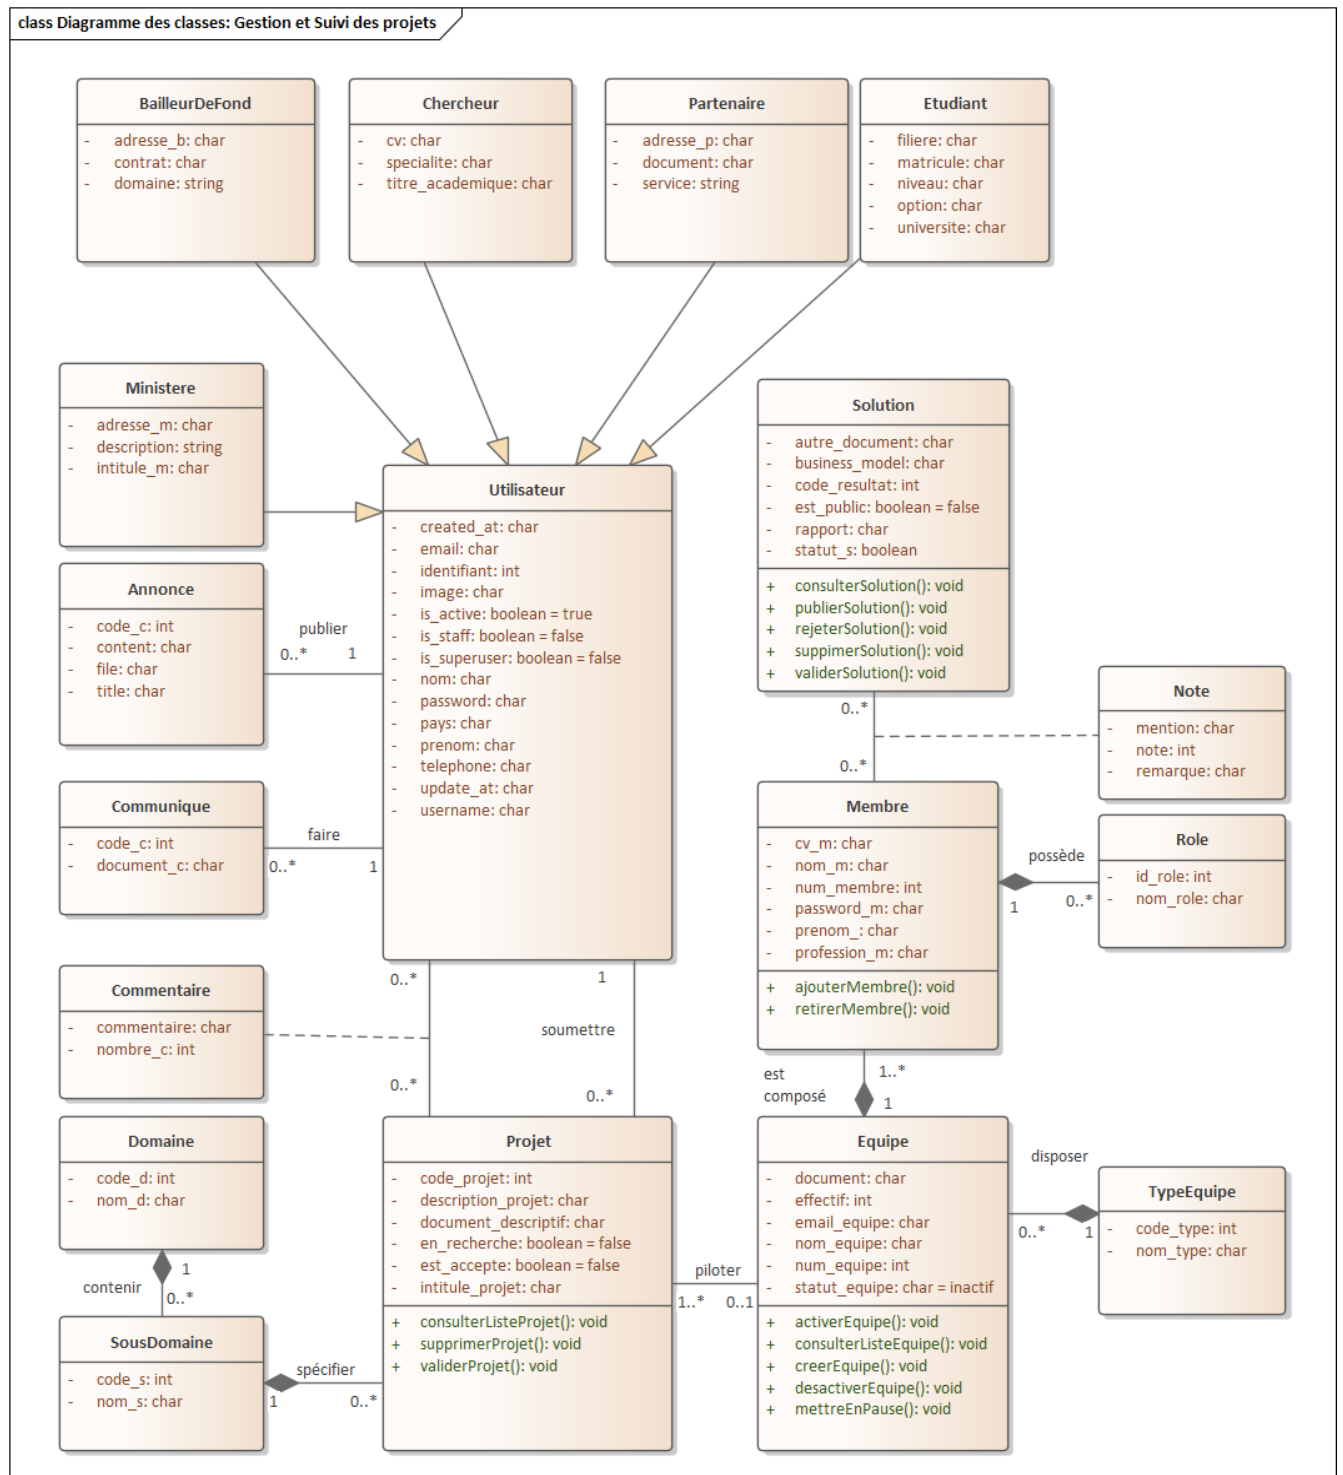 class Diagramme des classes: Gestion et Suivi des projets
BailleurDeFond
- adresse_b: char
- contrat: char
- domaine: string
Chercheur
- cv: char
- specialite: char
- titre_academique: char
Partenaire
- adresse_p: char
- document: char
- service: string
Etudiant
- filiere: char
- matricule: char
- niveau: char
- option: char
- universite: char
Ministere
- adresse_m: char
- description: string
- intitule_m: char
Utilisateur
- created_at: char
- email: char
- identifiant: int
- image: char
- is_active: boolean = true
- is_staff: boolean = false
- is_superuser: boolean = false
- nom: char
- password: char
- pays: char
- prenom: char
- telephone: char
- update_at: char
- username: char
Solution
- autre_document: char
- business_model: char
- code_resultat: int
- est_public: boolean = false
- rapport: char
- statut_s: boolean
+ consulterSolution(): void
+ publierSolution(): void
+ rejeterSolution(): void
+ suppimerSolution(): void
+ validerSolution(): void
Annonce
- code_c: int
- content: char
- file: char
- title: char
publier
0..* 1
Note
- mention: char
- note: int
- remarque: char
0..*
0..*
Communique
- code_c: int
- document_c: char
faire
0..* 1
Membre
- cv_m: char
- nom_m: char
- num_membre: int
- password_m: char
- prenom_: char
- profession_m: char
+ ajouterMembre(): void
+ retirerMembre(): void
possède
1 0..*
Role
- id_role: int
- nom_role: char
Commentaire
- commentaire: char
- nombre_c: int
0..*
0..*
1
soumettre
0..*
est
composé
1..*
1
Domaine
- code_d: int
- nom_d: char
contenir
1
0..*
Projet
- code_projet: int
- description_projet: char
- document_descriptif: char
- en_recherche: boolean = false
- est_accepte: boolean = false
- intitule_projet: char
+ consulterListeProjet(): void
+ supprimerProjet(): void
+ validerProjet(): void
piloter
1..* 0..1
Equipe
- document: char
- effectif: int
- email_equipe: char
- nom_equipe: char
- num_equipe: int
- statut_equipe: char = inactif
+ activerEquipe(): void
+ consulterListeEquipe(): void
+ creerEquipe(): void
+ desactiverEquipe(): void
+ mettreEnPause(): void
disposer
0..* 1
TypeEquipe
- code_type: int
- nom_type: char
SousDomaine
- code_s: int
- nom_s: char
spécifier
1 0..*